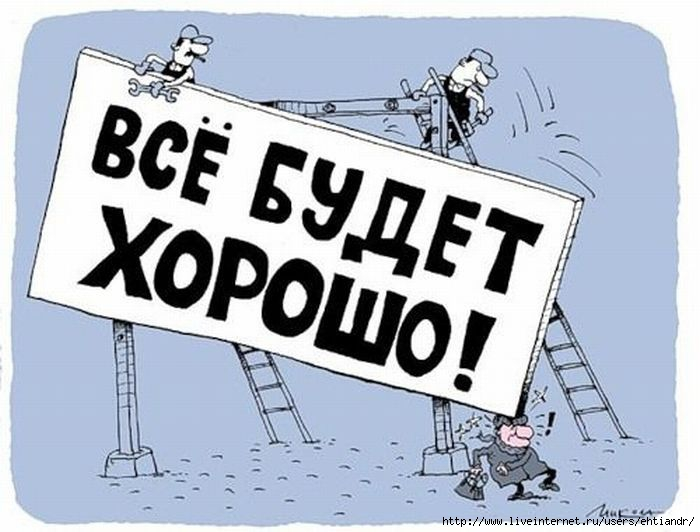 ВСЁ БУДЕТ
ХОРОШО!
!
http://www.liveinternet.ru/users/ehtiandr/